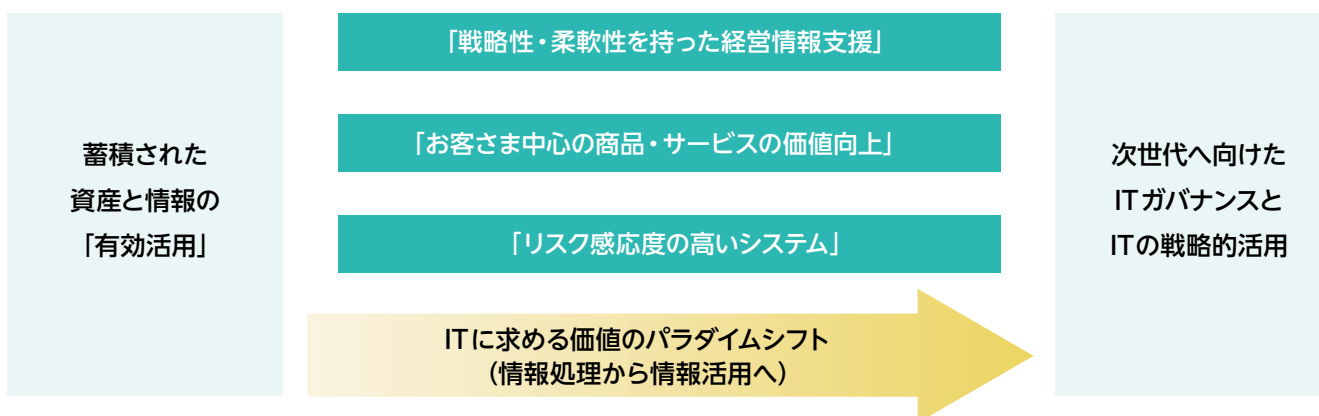 蓄積された
資産と情報の
「有効活用」
「戦略性・柔軟性を持った経営情報支援」
「お客さま中心の商品・サービスの価値向上」
「リスク感応度の高いシステム」
ITに求める価値のパラダイムシフト
（情報処理から情報活用へ）
次世代へ向けた
ITガバナンスと
ITの戦略的活用